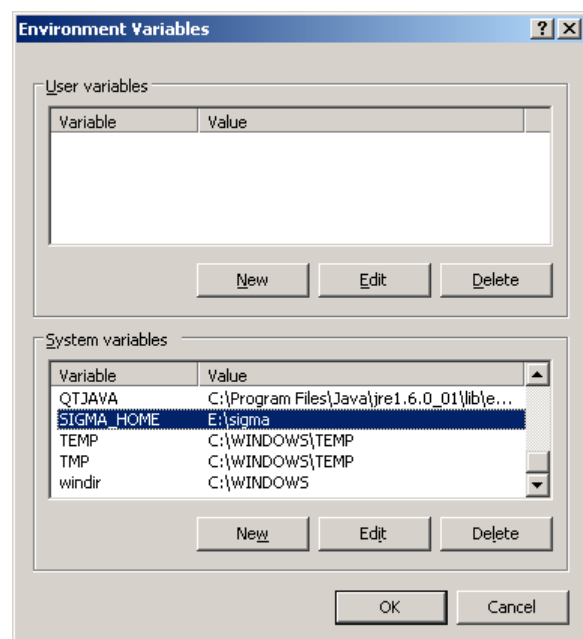 Environment Variables
User variables
Variable Value
New Edit Delete
System variables
Variable Value
QTJAVA C:\Program Files\Java\jre1.6.0_01\lib\e...
SIGMA_HOME E:\sigma
TEMP C:\WINDOWS\TEMP
TMP C:\WINDOWS\TEMP
windir C:\WINDOWS
New Edit Delete
OK Cancel